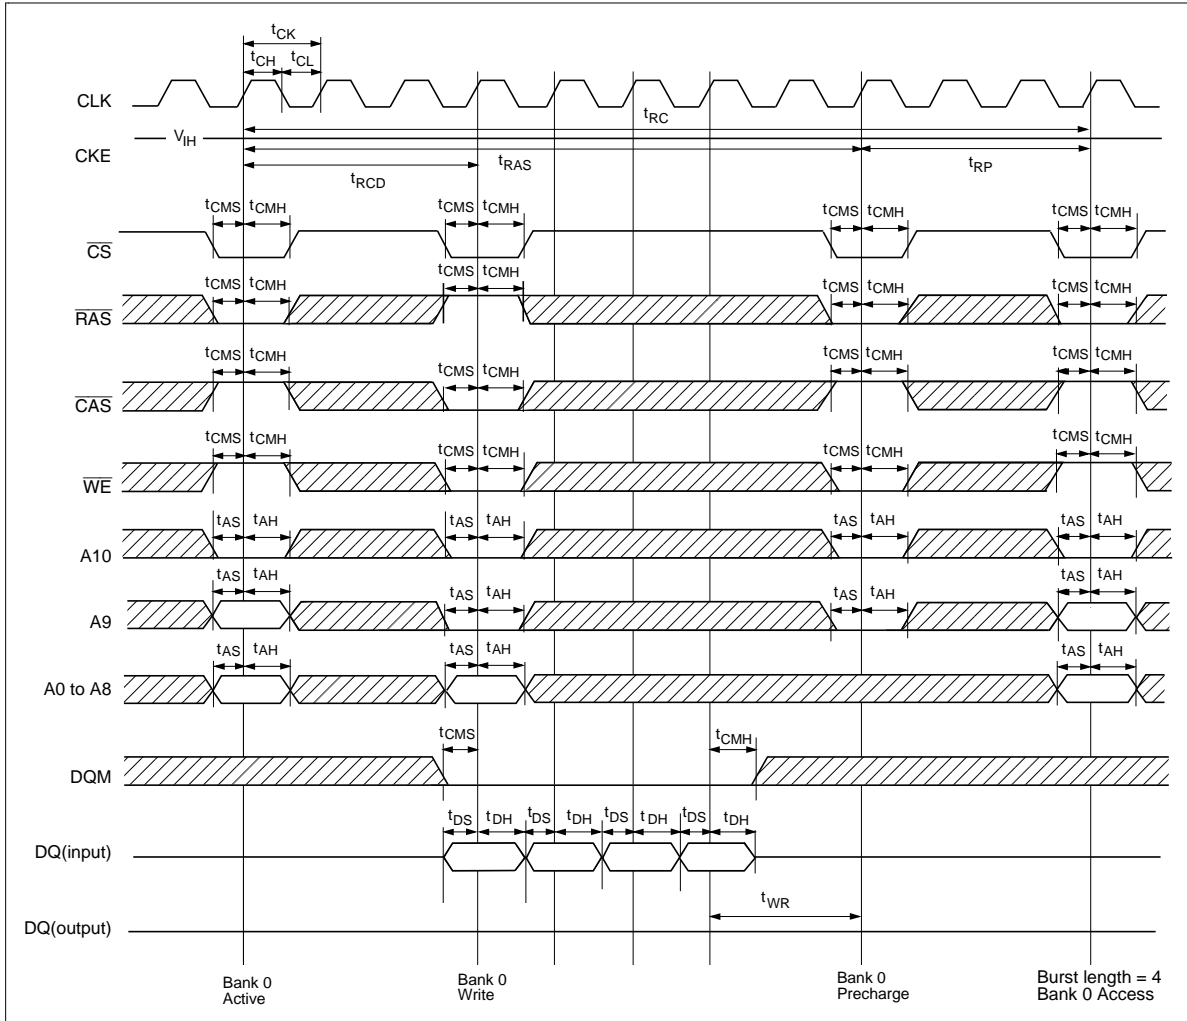 tCK
tCH tCL
CLK
tRC
VIH
CKE
tRAS tRP
tRCD
tCMS tCMH tCMS tCMH tCMS tCMH tCMS tCMH
CS
tCMS tCMH
tCMS tCMH tCMS tCMH tCMS tCMH
RAS
tCMS tCMH tCMS tCMH tCMS tCMH tCMS tCMH
CAS
tCMS tCMH tCMS tCMH tCMS tCMH tCMS tCMH
WE
tAS tAH tAS tAH tAS tAH tAS tAH
A10
tAS tAH tAS tAH tAS tAH tAS tAH
A9
tAS tAH tAS tAH tAS tAH
A0 to A8
tCMS tCMH
DQM
tDS tDH tDS tDH tDS tDH tDS tDH
DQ(input)
tWR
DQ(output)
Bank 0
Active
Bank 0
Write
Bank 0
Precharge
Burst length = 4
Bank 0 Access